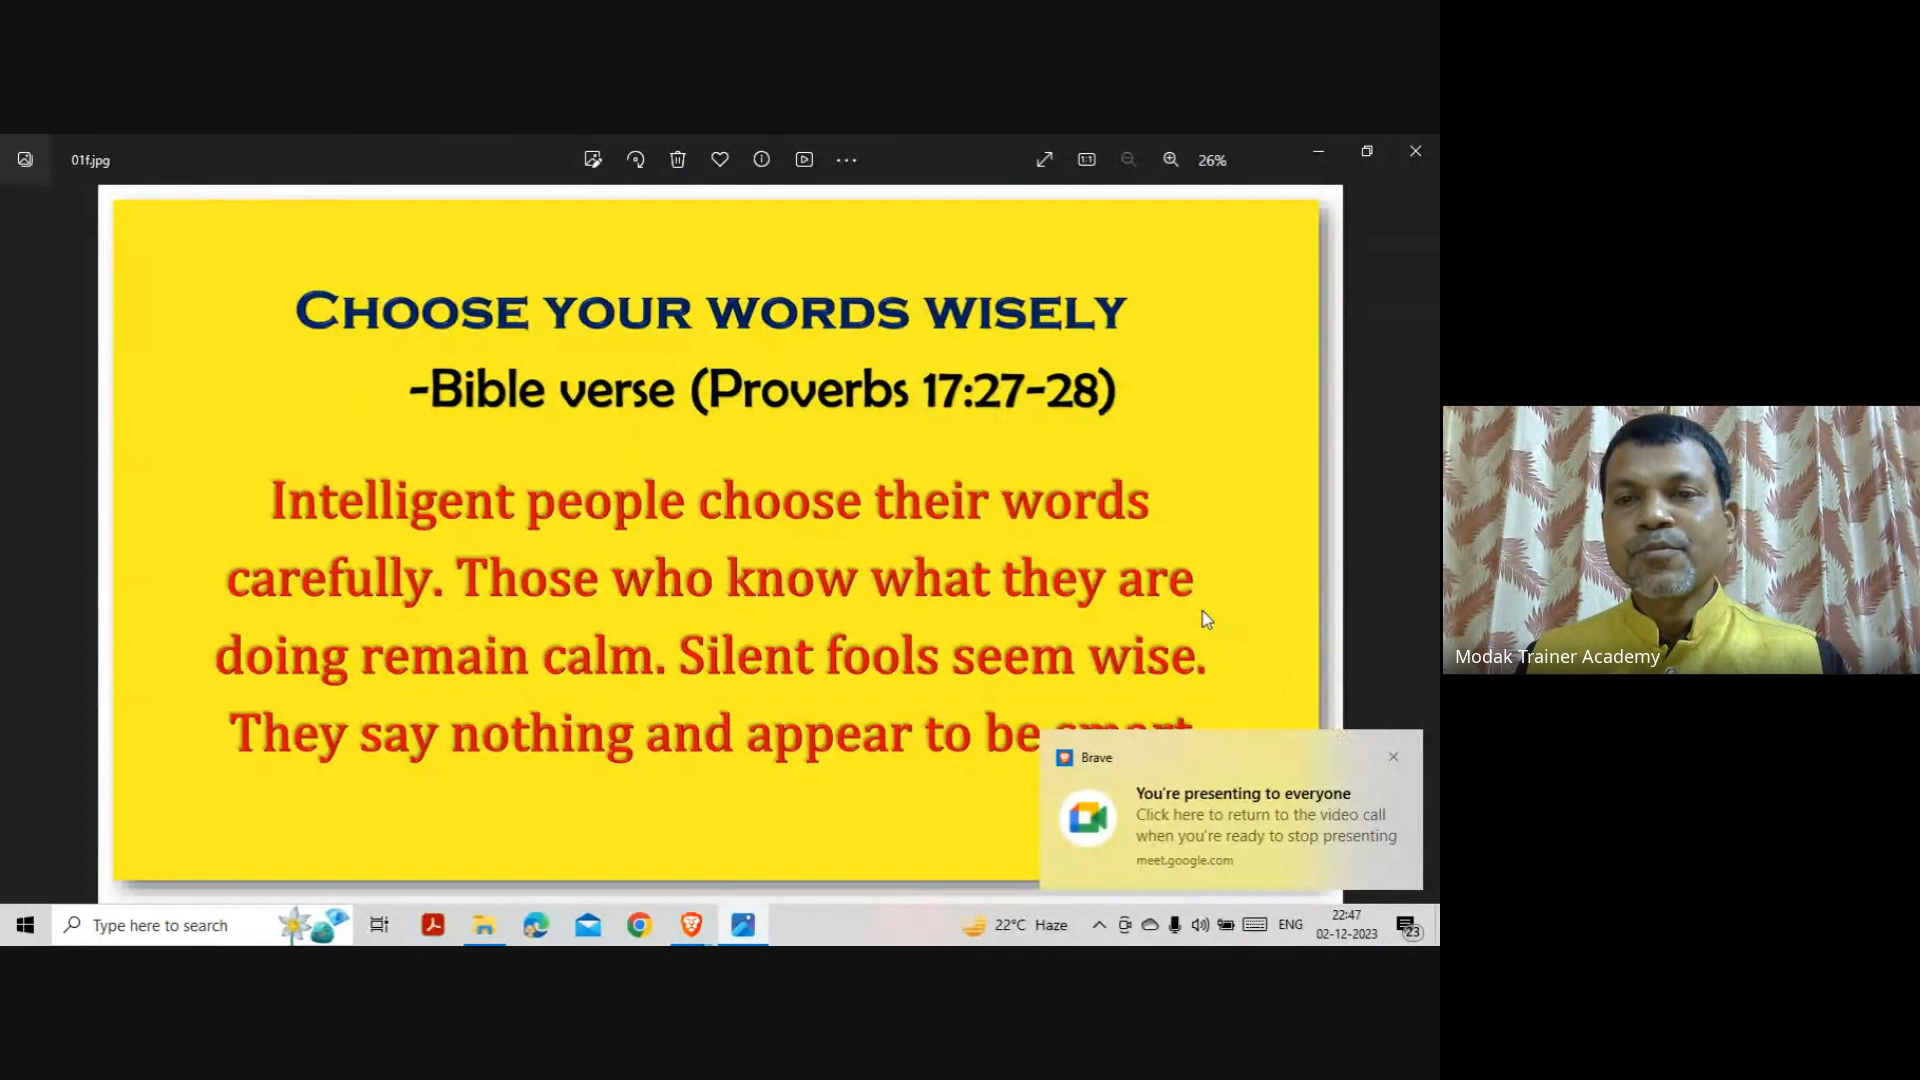 01f.jpg
26%
CHOOSE YOUR WORDS WISELY
-Bible verse (Proverbs 17:27-28)
Intelligent people choose their words
carefully. Those who know what they are
doing remain calm. Silent fools seem wise.
They say nothing and appear to be smart
Brave
You're presenting to everyone
Click here to return to the video call
when you're ready to stop presenting
meet.google.com
Modak Trainer Academy
Type here to search
22°C Haze
ENG
22:47
02-12-2023
23